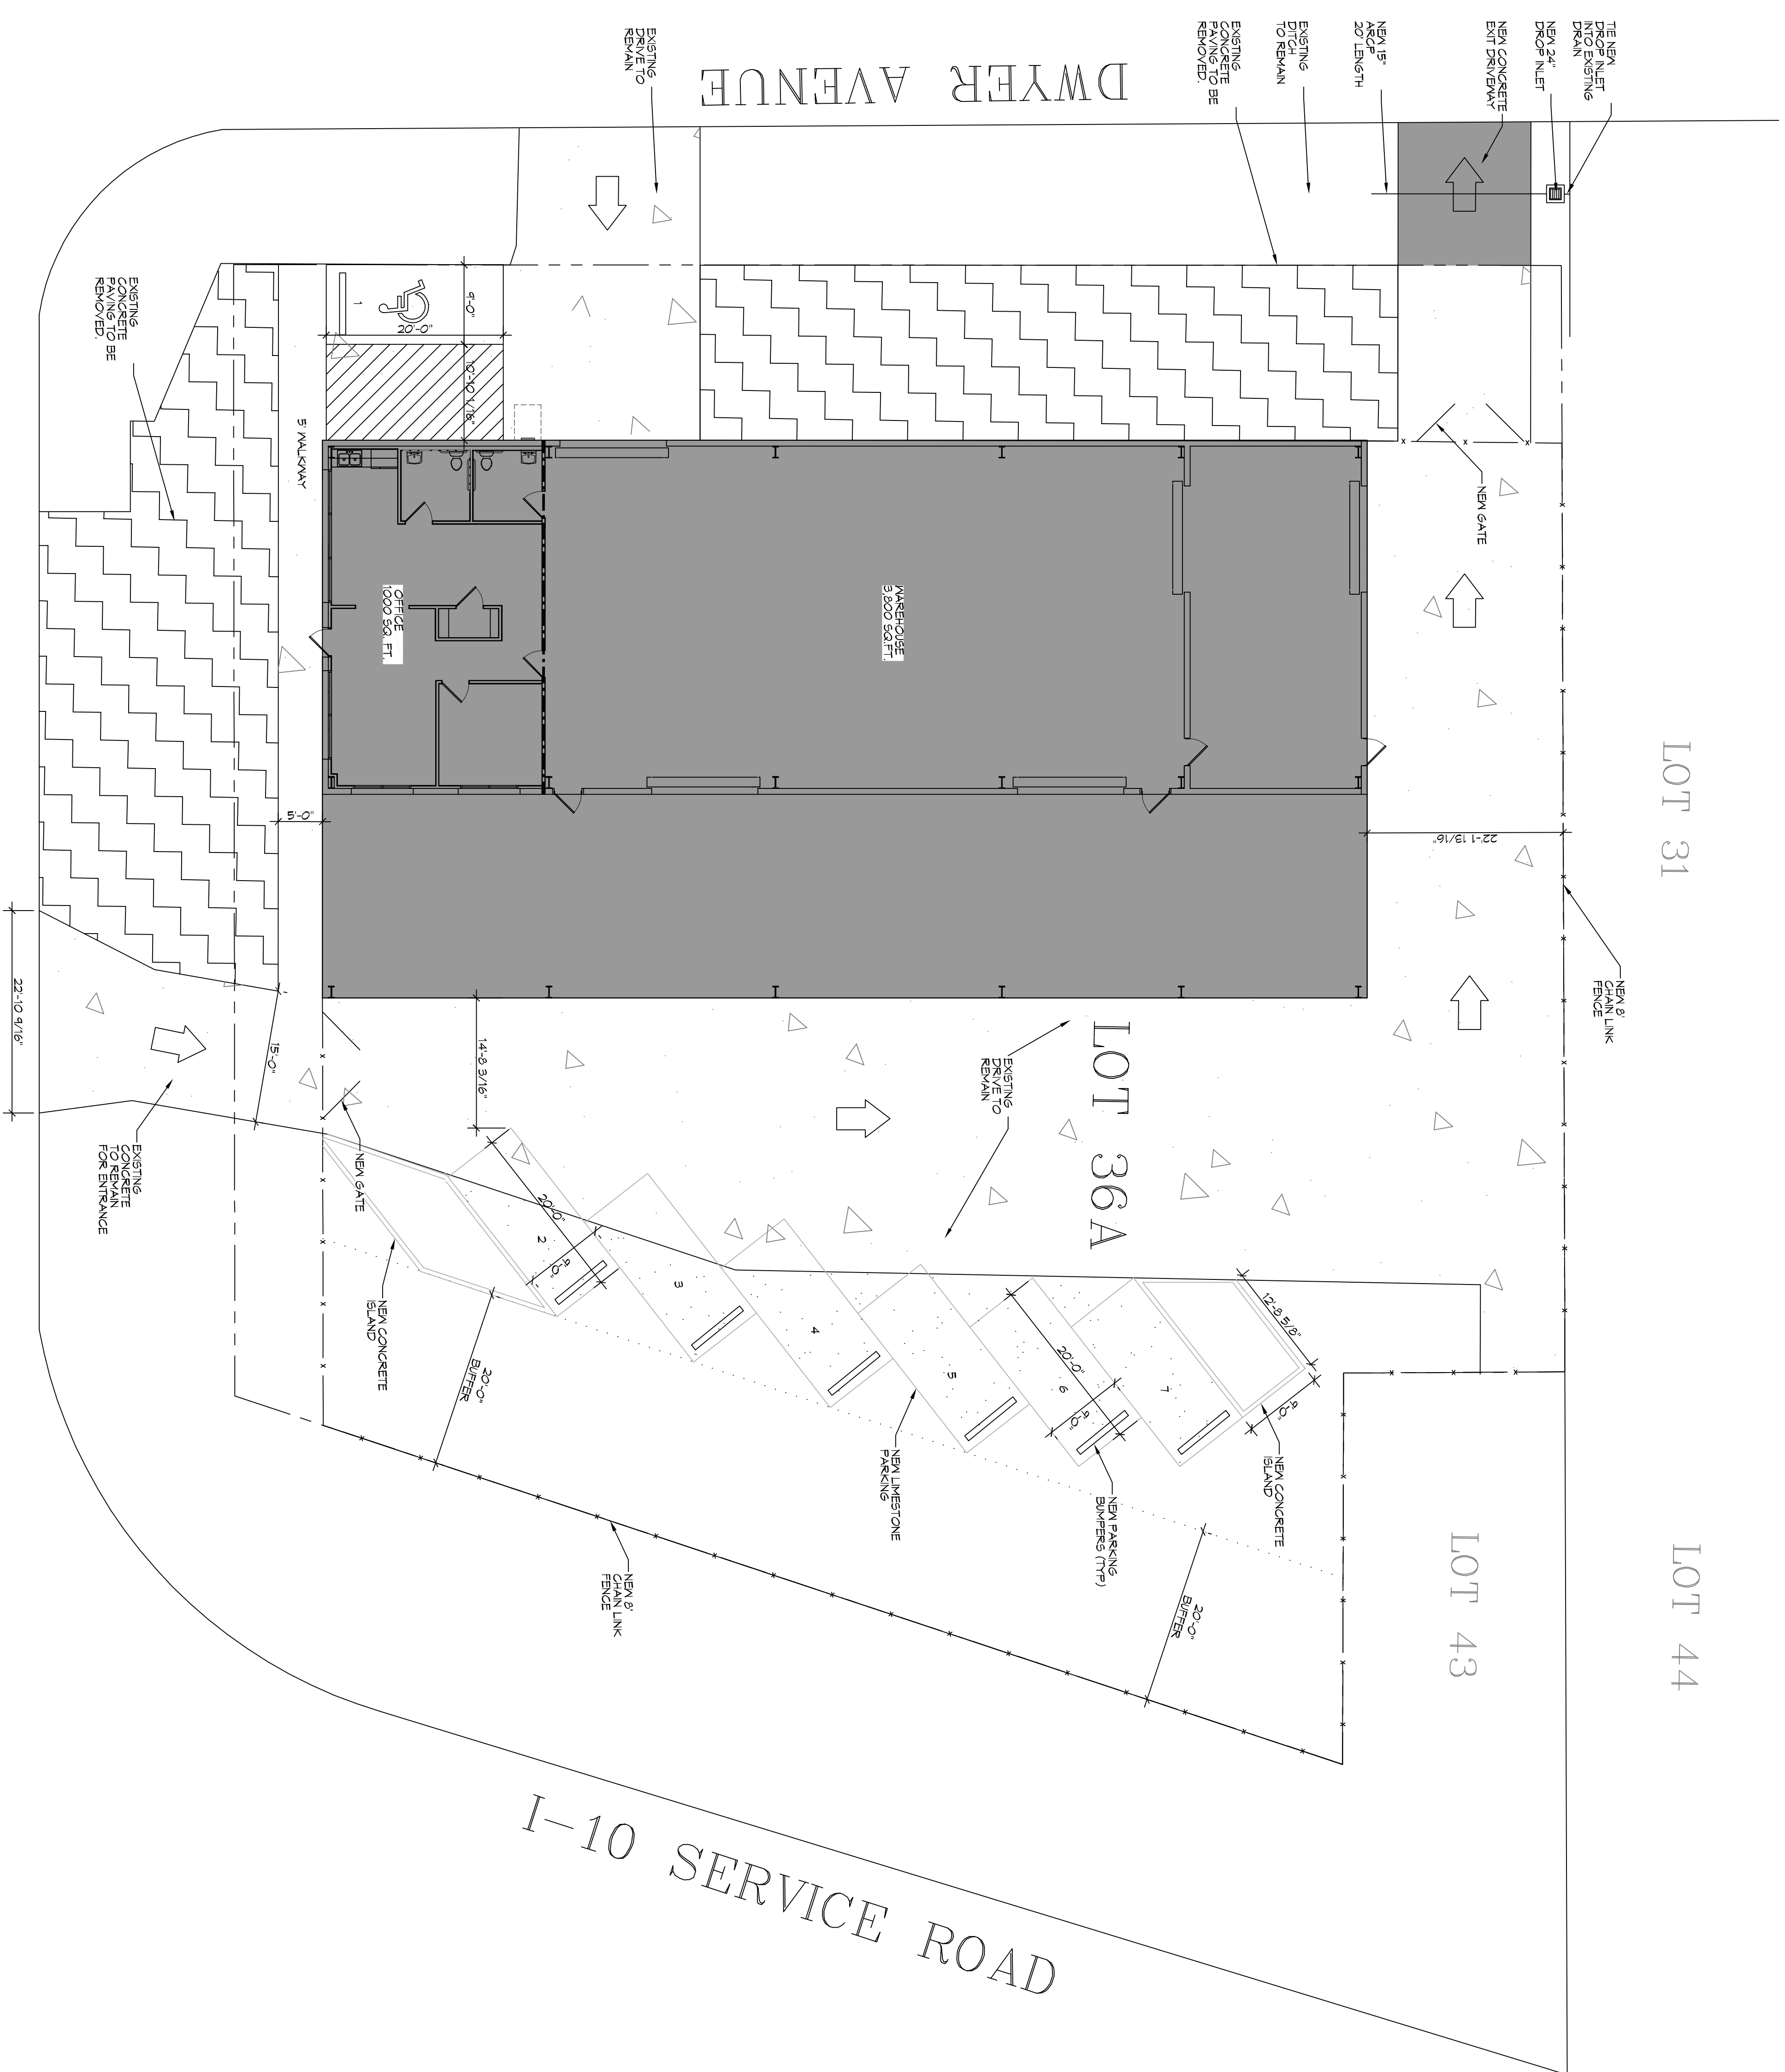 TIE NEW
DROP INLET
INTO EXISTING
DRAIN
NEW 24"
DROP INLET
NEW CONCRETE
EXIT DRIVEWAY
NEW 15"
ARCP
20' LENGTH
EXISTING
DITCH
TO REMAIN
EXISTING
CONCRETE
PAVING TO BE
REMOVED.
DWYER AVENUE
EXISTING
DRIVE TO
REMAIN
EXISTING
CONCRETE
PAVING TO BE
REMOVED.
9'-0"
20'-0"
1
10'-10 1/16"
5' WALKWAY
NEW GATE
OFFICE
1000 SQ. FT.
WAREHOUSE
3,800 SQ.FT.
LOT 31
5'-0"
22'-1 13/16"
NEW 8'
CHAIN LINK
FENCE
22'-10 9/16"
15'-0"
14'-8 3/16"
EXISTING
DRIVE TO
REMAIN
LOT 36A
EXISTING
CONCRETE
TO REMAIN
FOR ENTRANCE
NEW GATE
20'-0"
2
9'-0"
3
4
5
20'-0"
6
9'-0"
7
12'-8 5/8"
9'-0"
NEW CONCRETE
ISLAND
20'-0"
BUFFER
NEW LIMESTONE
PARKING
NEW PARKING
BUMPERS (TYP)
NEW CONCRETE
ISLAND
NEW 8'
CHAIN LINK
FENCE
20'-0"
BUFFER
LOT 43
LOT 44
I-10 SERVICE ROAD